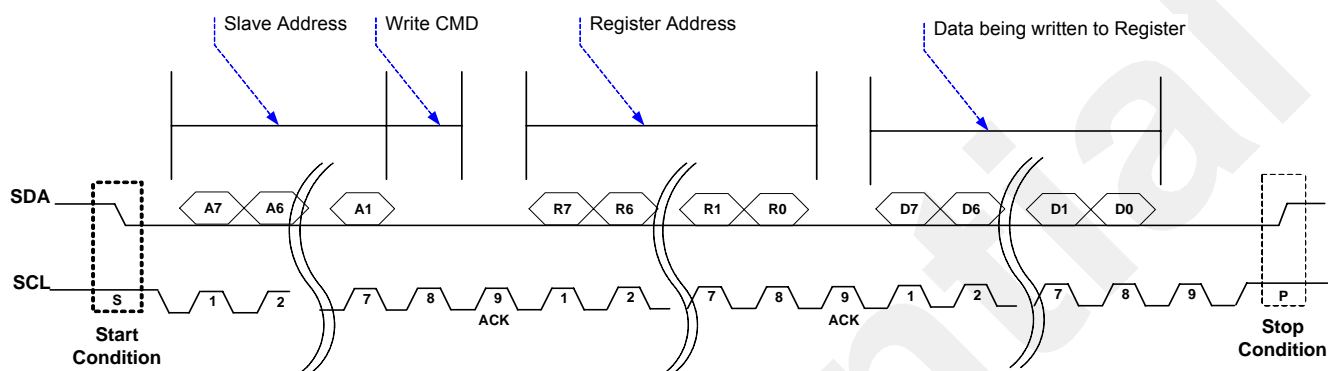 Slave Address Write CMD Register Address Data being written to Register
SDA A7 A6 A1 R7 R6 R1 R0 D7 D6 D1 D0
SCL S 1 2 7 8 9 1 2 7 8 9 1 2 7 8 9 P
ACK ACK
Start Stop
Condition Condition